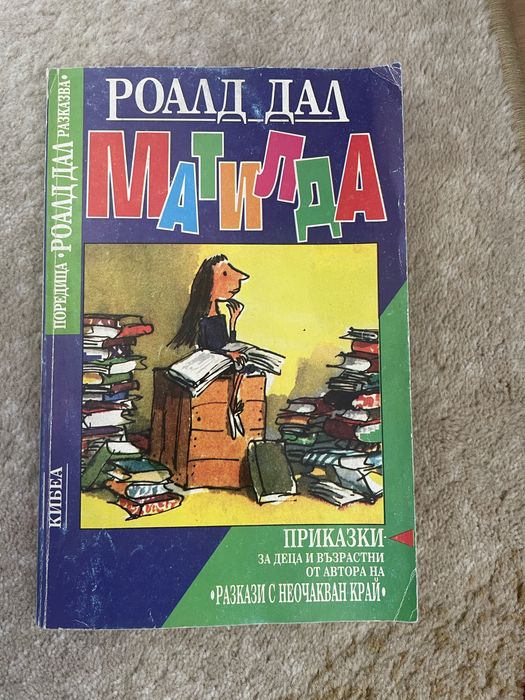 РОАЛД ДАЛ
МАТИЛДА
ПОРЕДИЦА • РОАЛД ДАЛ РАЗКАЗВА •
КИБЕА
ПРИКАЗКИ
ЗА ДЕЦА И ВЪЗРАСТНИ
ОТ АВТОРА НА
• РАЗКАЗИ С НЕОЧАКВАН КРАЙ •